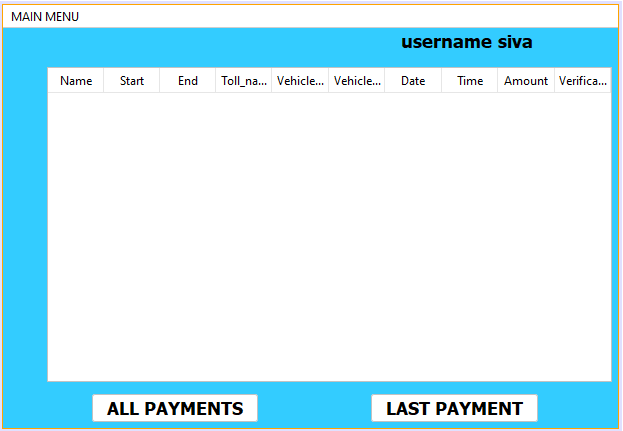 MAIN MENU
username siva
Name Start End Toll_na... Vehicle... Vehicle... Date Time Amount Verifica...
ALL PAYMENTS LAST PAYMENT